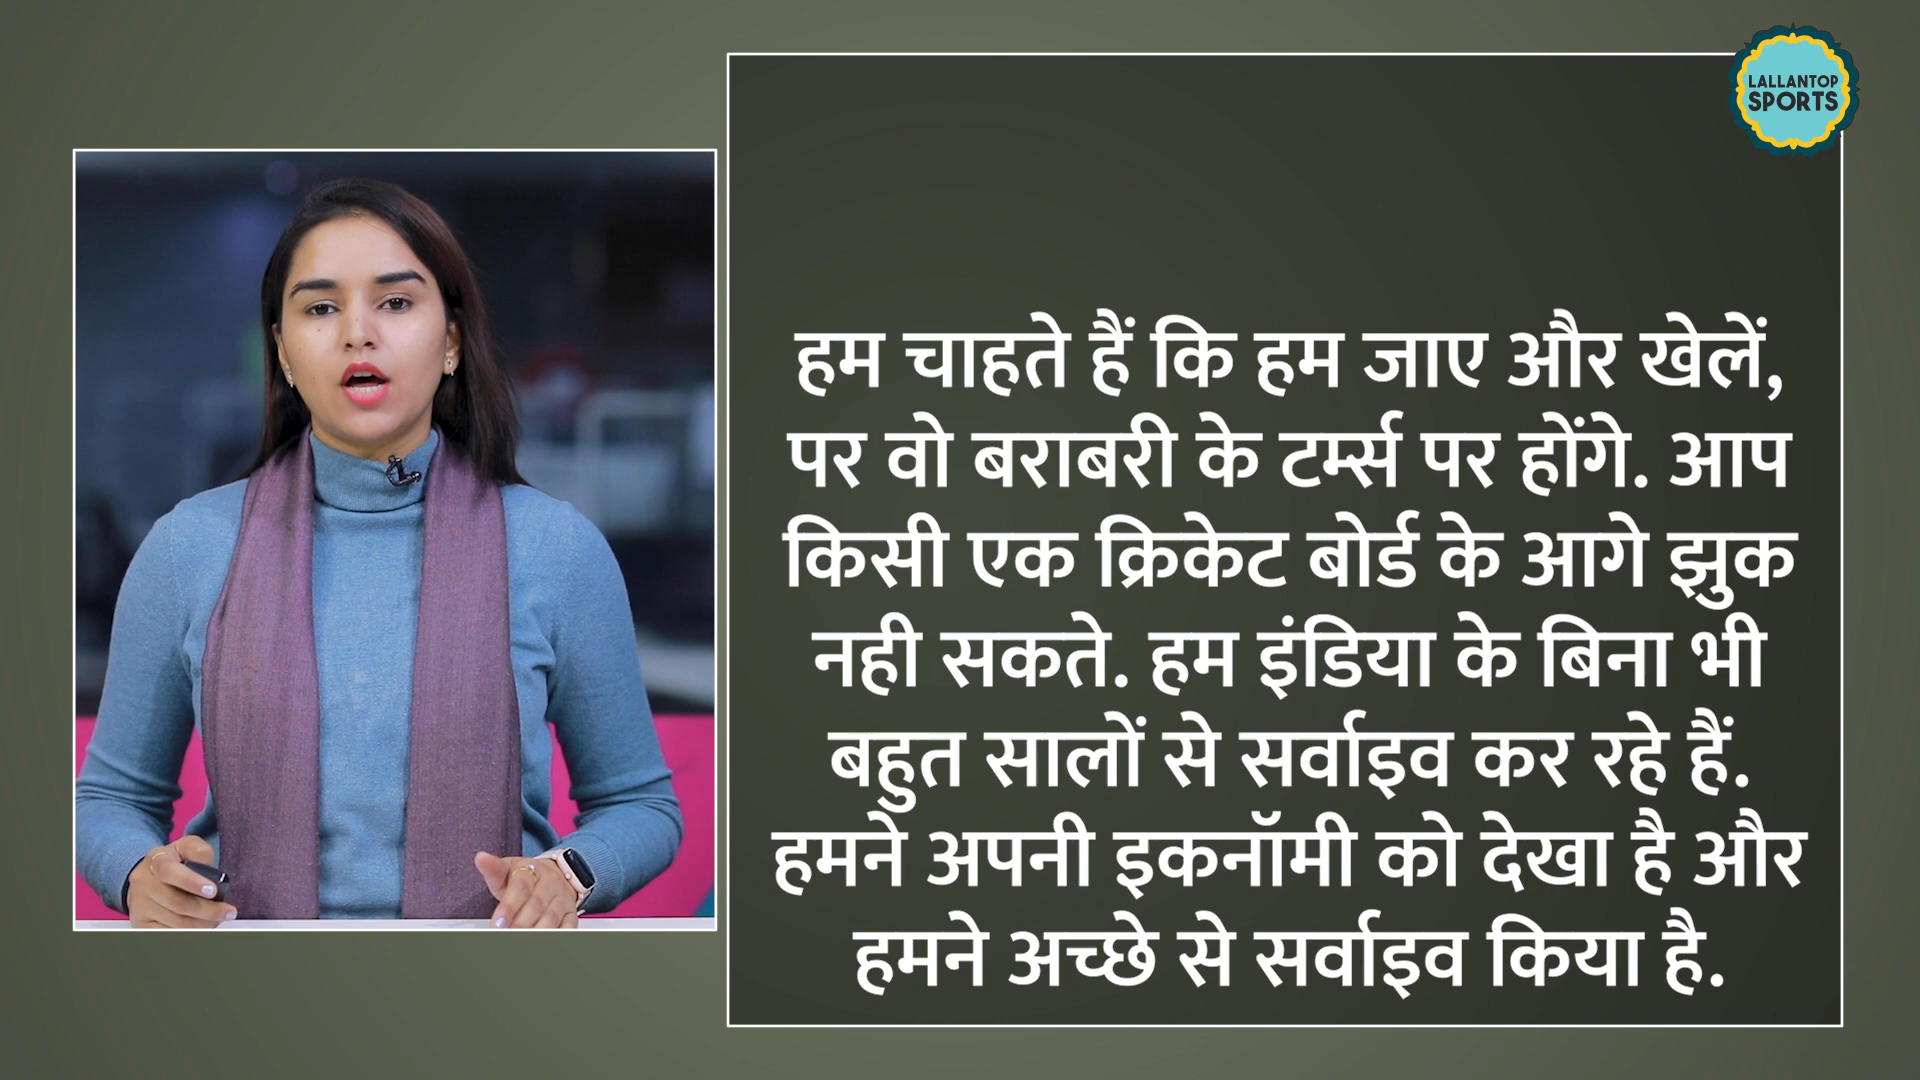 LALLANTOP
SPORTS
हम चाहते हैं कि हम जाए और खेलें,
पर वो बराबरी के टर्म्स पर होंगे. आप
किसी एक क्रिकेट बोर्ड के आगे झुक
नही सकते. हम इंडिया के बिना भी
बहुत सालों से सर्वाइव कर रहे हैं.
हमने अपनी इकनॉमी को देखा है और
हमने अच्छे से सर्वाइव किया है.